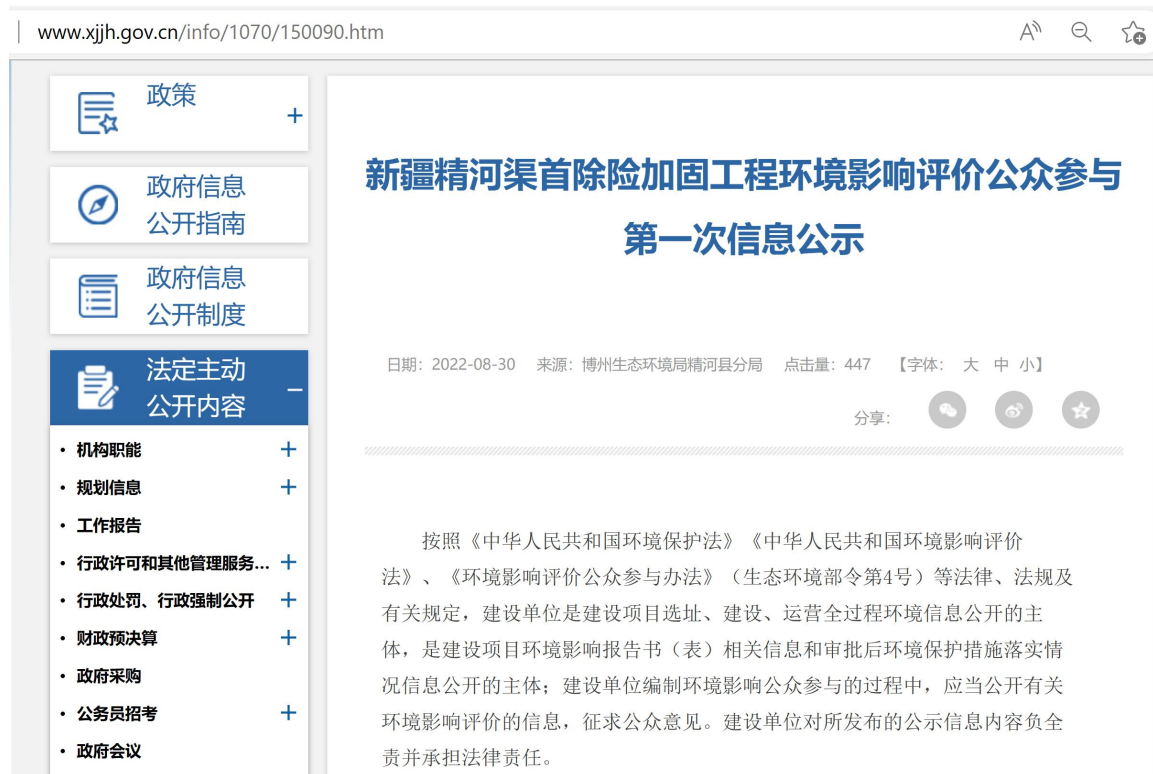 www.xjjh.gov.cn/info/1070/150090.htm
政策
政府信息
公开指南
政府信息
公开制度
法定主动
公开内容
· 机构职能
· 规划信息
· 工作报告
· 行政许可和其他管理服务...
· 行政处罚、行政强制公开
· 财政预决算
· 政府采购
· 公务员招考
· 政府会议
新疆精河渠首除险加固工程环境影响评价公众参与
第一次信息公示
日期：2022-08-30 来源：博州生态环境局精河县分局 点击量：447 【字体： 大 中 小】
分享：
按照《中华人民共和国环境保护法》《中华人民共和国环境影响评价
法》、《环境影响评价公众参与办法》（生态环境部令第4号）等法律、法规及
有关规定，建设单位是建设项目选址、建设、运营全过程环境信息公开的主
体，是建设项目环境影响报告书（表）相关信息和审批后环境保护措施落实情
况信息公开的主体；建设单位编制环境影响公众参与的过程中，应当公开有关
环境影响评价的信息，征求公众意见。建设单位对所发布的公示信息内容负全
责并承担法律责任。